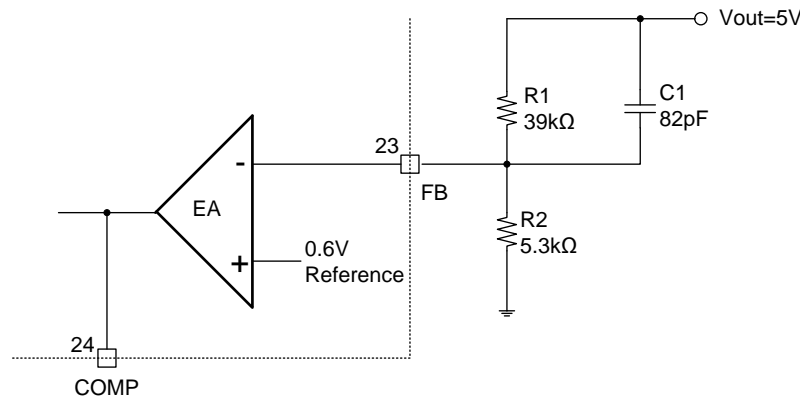 Vout=5V
R1
39kΩ
C1
82pF
23
-
FB
EA
R2
5.3kΩ
+
0.6V
Reference
24
COMP